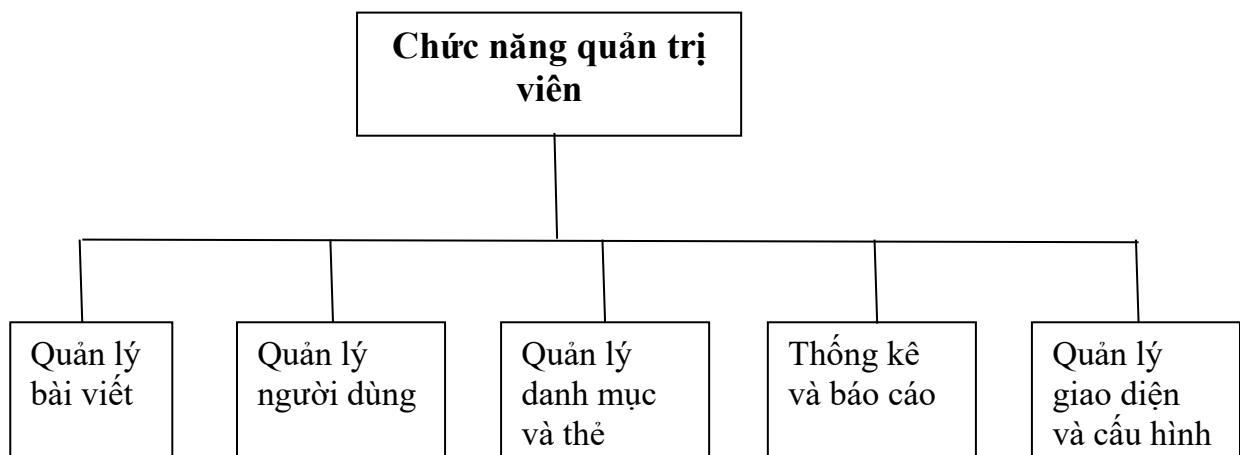 Chức năng quản trị
viên
Quản lý
bài viết
Quản lý
người dùng
Quản lý
danh mục
và thẻ
Thống kê
và báo cáo
Quản lý
giao diện
và cấu hình